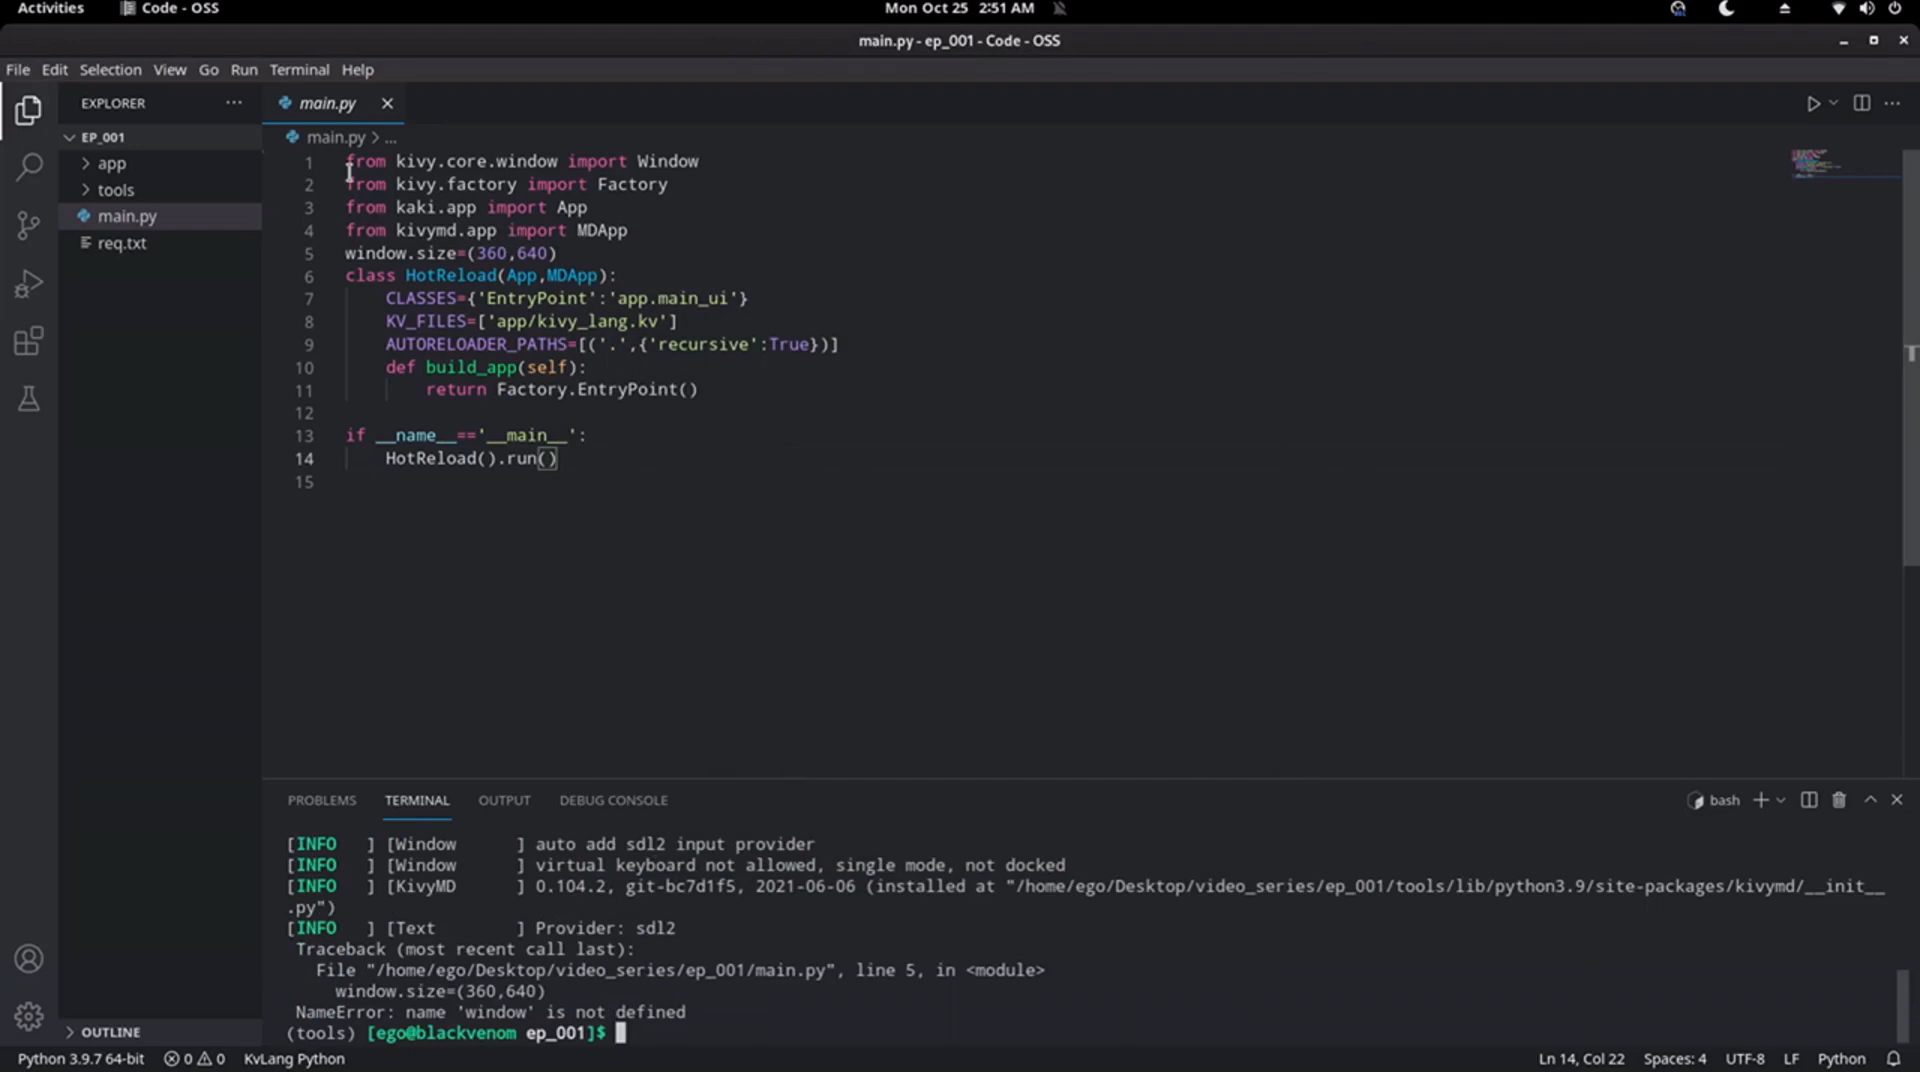 Activities Code - OSS Mon Oct 25 2:51 AM
main.py - ep_001 - Code - OSS
File Edit Selection View Go Run Terminal Help
EXPLORER ··· main.py
EP_001
app
tools
main.py
req.txt
main.py > ...
1 from kivy.core.window import Window
2 from kivy.factory import Factory
3 from kaki.app import App
4 from kivymd.app import MDApp
5 window.size=(360,640)
6 class HotReload(App,MDApp):
7 CLASSES={'EntryPoint':'app.main_ui'}
8 KV_FILES=['app/kivy_lang.kv']
9 AUTORELOADER_PATHS=[('.',{'recursive':True})]
10 def build_app(self):
11 return Factory.EntryPoint()
12
13 if __name__=='__main__':
14 HotReload().run()
15
PROBLEMS TERMINAL OUTPUT DEBUG CONSOLE bash
[INFO ] [Window ] auto add sdl2 input provider
[INFO ] [Window ] virtual keyboard not allowed, single mode, not docked
[INFO ] [KivyMD ] 0.104.2, git-bc7d1f5, 2021-06-06 (installed at "/home/ego/Desktop/video_series/ep_001/tools/lib/python3.9/site-packages/kivymd/__init__
.py")
[INFO ] [Text ] Provider: sdl2
Traceback (most recent call last):
File "/home/ego/Desktop/video_series/ep_001/main.py", line 5, in <module>
window.size=(360,640)
NameError: name 'window' is not defined
(tools) [ego@blackvenom ep_001]$
OUTLINE
Python 3.9.7 64-bit 0 0 KvLang Python Ln 14, Col 22 Spaces: 4 UTF-8 LF Python